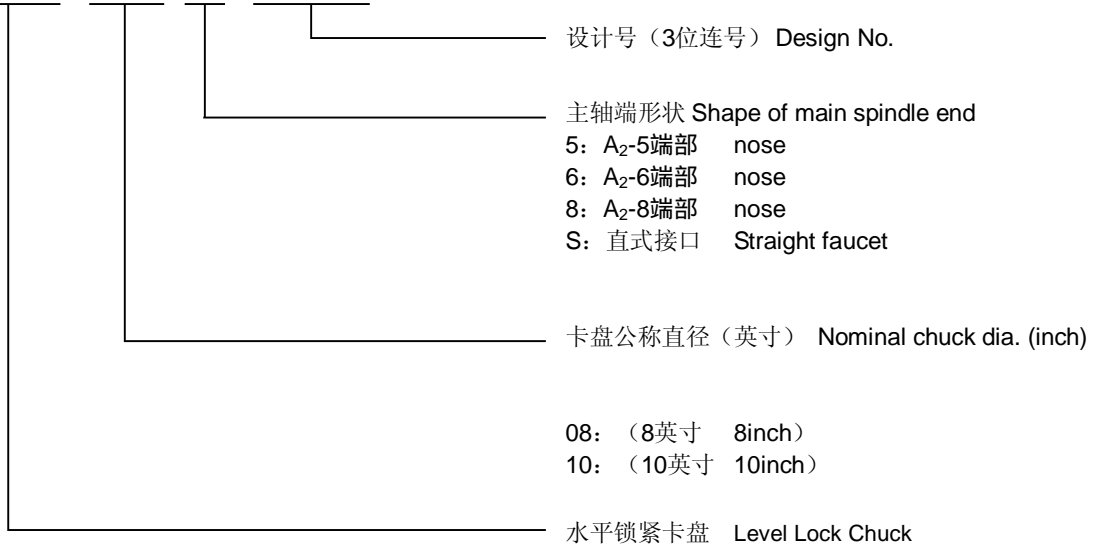 设计号（3位连号） Design No.
主轴端形状 Shape of main spindle end
5：A₂-5端部 nose
6：A₂-6端部 nose
8：A₂-8端部 nose
S：直式接口 Straight faucet
卡盘公称直径（英寸） Nominal chuck dia. (inch)
08：（8英寸 8inch）
10：（10英寸 10inch）
水平锁紧卡盘 Level Lock Chuck